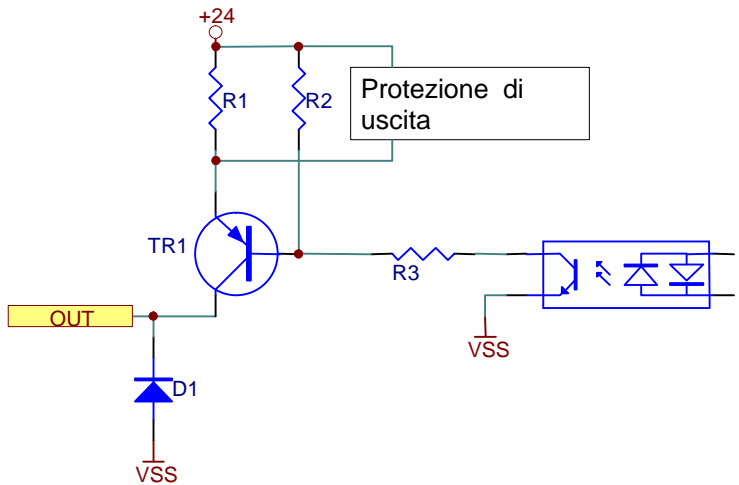 +24
R1
R2
Protezione di
uscita
TR1
R3
OUT
VSS
D1
VSS